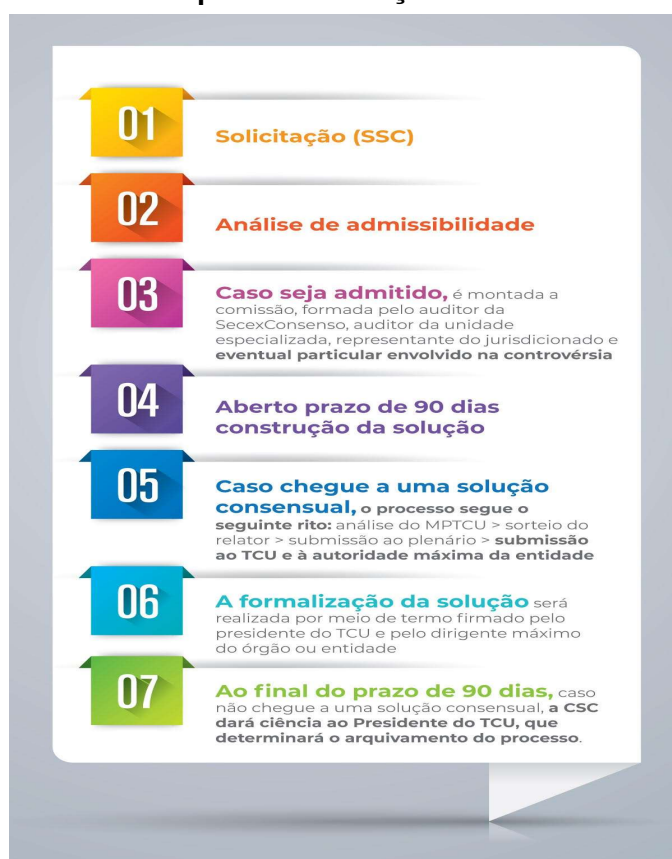 01
Solicitação (SSC)
02
Análise de admissibilidade
03
Caso seja admitido, é montada a
comissão, formada pelo auditor da
SecexConsenso, auditor da unidade
especializada, representante do jurisdicionado e
eventual particular envolvido na controvérsia
04
Aberto prazo de 90 dias
construção da solução
05
Caso chegue a uma solução
consensual, o processo segue o
seguinte rito: análise do MPTCU > sorteio do
relator > submissão ao plenário > submissão
ao TCU e à autoridade máxima da entidade
06
A formalização da solução será
realizada por meio de termo firmado pelo
presidente do TCU e pelo dirigente máximo
do órgão ou entidade
07
Ao final do prazo de 90 dias, caso
não chegue a uma solução consensual, a CSC
dará ciência ao Presidente do TCU, que
determinará o arquivamento do processo.